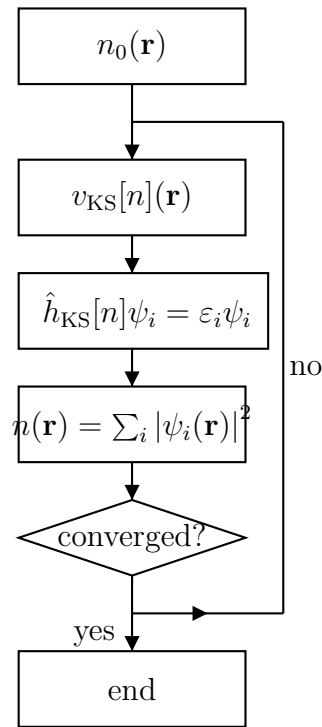 n₀(𝐫)
v_KS[n](𝐫)
ĥ_KS[n]ψᵢ = εᵢψᵢ
n(𝐫) = ∑ᵢ |ψᵢ(𝐫)|²
no
converged?
yes
end